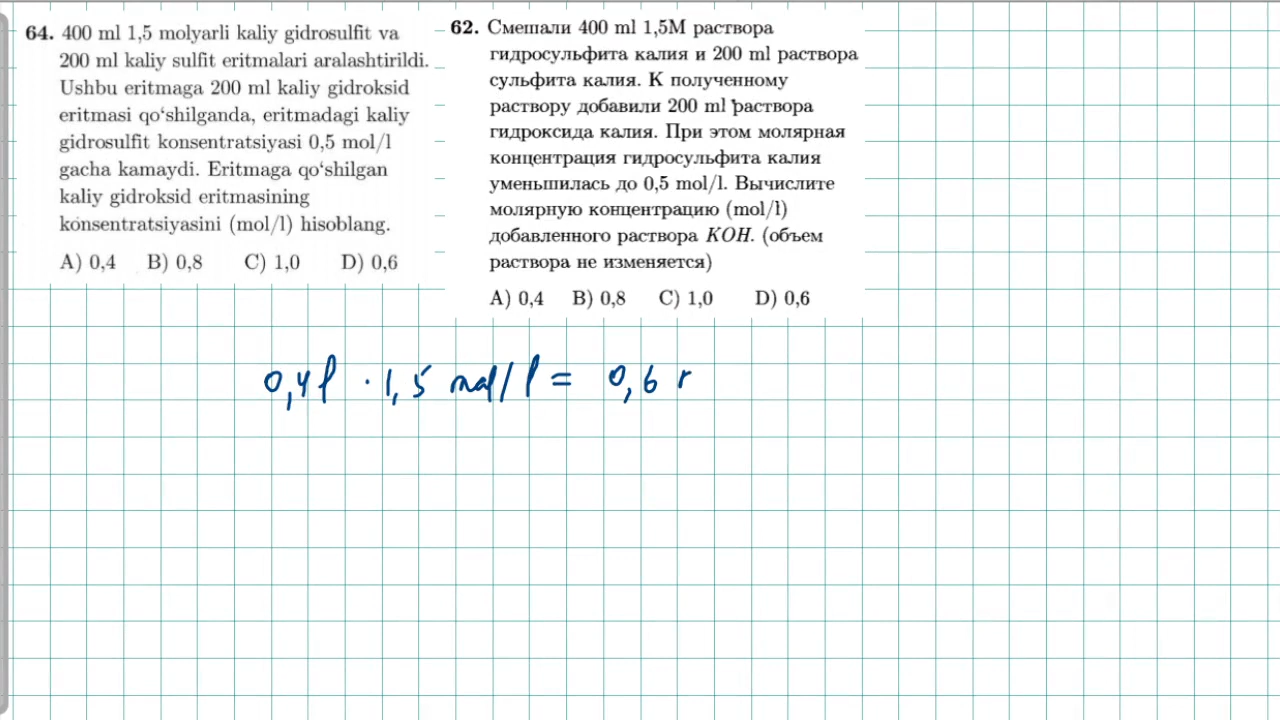 64. 400 ml 1,5 molyarli kaliy gidrosulfit va
200 ml kaliy sulfit eritmalari aralashtirildi.
Ushbu eritmaga 200 ml kaliy gidroksid
eritmasi qo‘shilganda, eritmadagi kaliy
gidrosulfit konsentratsiyasi 0,5 mol/l
gacha kamaydi. Eritmaga qo‘shilgan
kaliy gidroksid eritmasining
konsentratsiyasini (mol/l) hisoblang.
A) 0,4 B) 0,8 C) 1,0 D) 0,6
62. Смешали 400 ml 1,5M раствора
гидросульфита калия и 200 ml раствора
сульфита калия. К полученному
раствору добавили 200 ml раствора
гидроксида калия. При этом молярная
концентрация гидросульфита калия
уменьшилась до 0,5 mol/l. Вычислите
молярную концентрацию (mol/l)
добавленного раствора KOH. (объем
раствора не изменяется)
A) 0,4 B) 0,8 C) 1,0 D) 0,6
0,4 l · 1,5 mol/l = 0,6